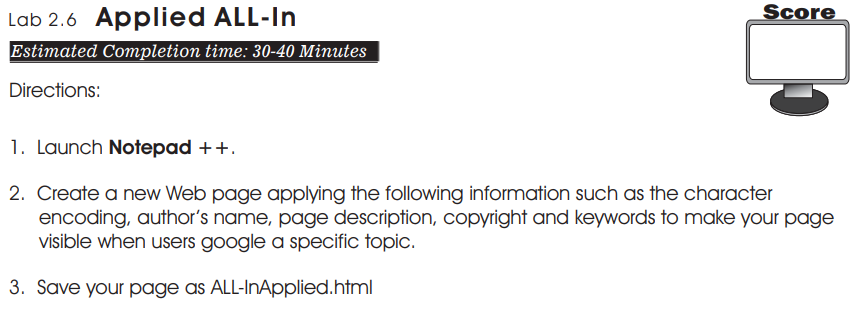 Lab 2.6 Applied ALL-In
Score
Estimated Completion time: 30-40 Minutes
Directions:
1. Launch Notepad ++.
2. Create a new Web page applying the following information such as the character
encoding, author's name, page description, copyright and keywords to make your page
visible when users google a specific topic.
3. Save your page as ALL-InApplied.html